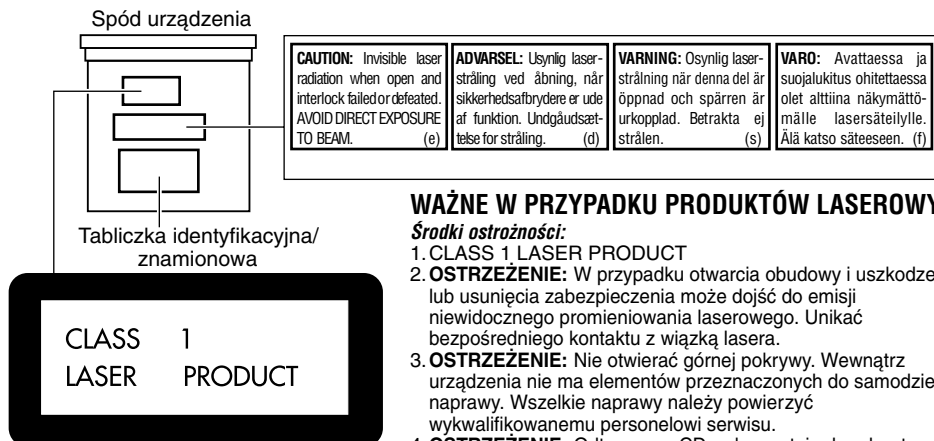 Spód urządzenia
CAUTION: Invisible laser
radiation when open and
interlock failed or defeated.
AVOID DIRECT EXPOSURE
TO BEAM. (e)
ADVARSEL: Usynlig laser-
stråling ved åbning, når
sikkerhedsafbrydere er ude
af funktion. Undgåudsæt-
telse for stråling. (d)
VARNING: Osynlig laser-
strålning när denna del är
öppnad och spärren är
urkopplad. Betrakta ej
strålen. (s)
VARO: Avattaessa ja
suojalukitus ohitettaessa
olet alttiina näkymättö-
mälle lasersäteilylle.
Älä katso säteeseen. (f)
Tabliczka identyfikacyjna/
znamionowa
CLASS 1
LASER PRODUCT
WAŻNE W PRZYPADKU PRODUKTÓW LASEROWY
Środki ostrożności:
1. CLASS 1 LASER PRODUCT
2. OSTRZEŻENIE: W przypadku otwarcia obudowy i uszkodze
lub usunięcia zabezpieczenia może dojść do emisji
niewidocznego promieniowania laserowego. Unikać
bezpośredniego kontaktu z wiązką lasera.
3. OSTRZEŻENIE: Nie otwierać górnej pokrywy. Wewnątrz
urządzenia nie ma elementów przeznaczonych do samodzie
naprawy. Wszelkie naprawy należy powierzyć
wykwalifikowanemu personelowi serwisu.